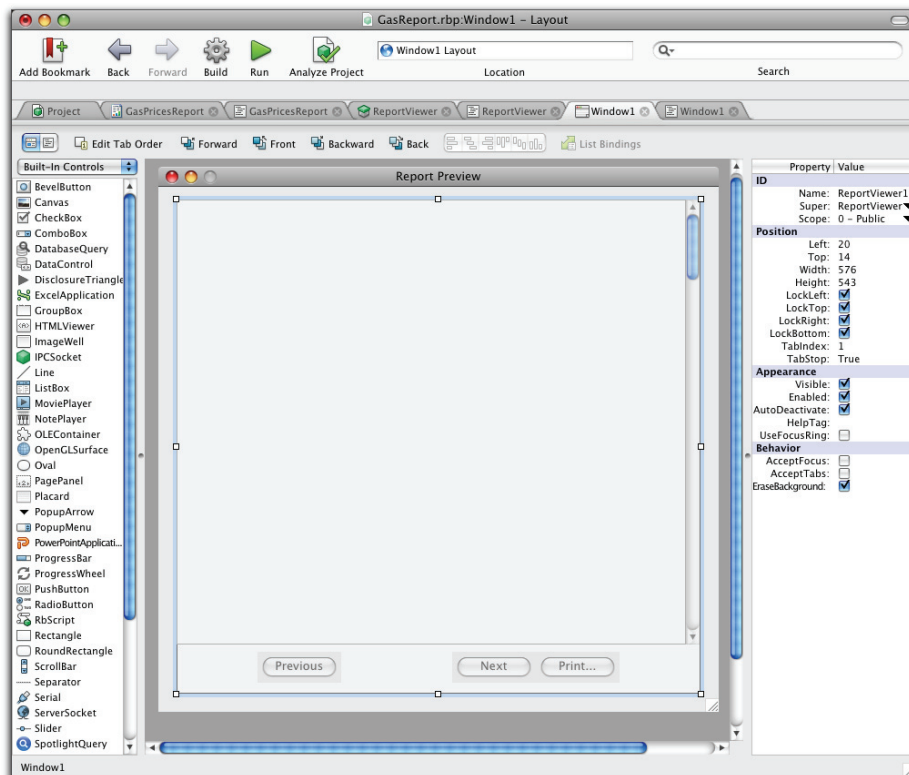 GasReport.rbp:Window1 – Layout
Window1 Layout
Add Bookmark Back Forward Build Run Analyze Project Location Search
Project GasPricesReport GasPricesReport ReportViewer ReportViewer Window1 Window1
Edit Tab Order Forward Front Backward Back List Bindings
Built-In Controls
BevelButton
Canvas
CheckBox
ComboBox
DatabaseQuery
DataControl
DisclosureTriangle
ExcelApplication
GroupBox
HTMLViewer
ImageWell
IPCSocket
Line
ListBox
MoviePlayer
NotePlayer
OLEContainer
OpenGLSurface
Oval
PagePanel
Placard
PopupArrow
PopupMenu
PowerPointApplicati...
ProgressBar
ProgressWheel
PushButton
RadioButton
RbScript
Rectangle
RoundRectangle
ScrollBar
Separator
Serial
ServerSocket
Slider
SpotlightQuery
Report Preview
Previous Next Print...
Property Value
ID
Name: ReportViewer1
Super: ReportViewer
Scope: 0 – Public
Position
Left: 20
Top: 14
Width: 576
Height: 543
LockLeft:
LockTop:
LockRight:
LockBottom:
TabIndex: 1
TabStop: True
Appearance
Visible:
Enabled:
AutoDeactivate:
HelpTag:
UseFocusRing:
Behavior
AcceptFocus:
AcceptTabs:
EraseBackground:
Window1